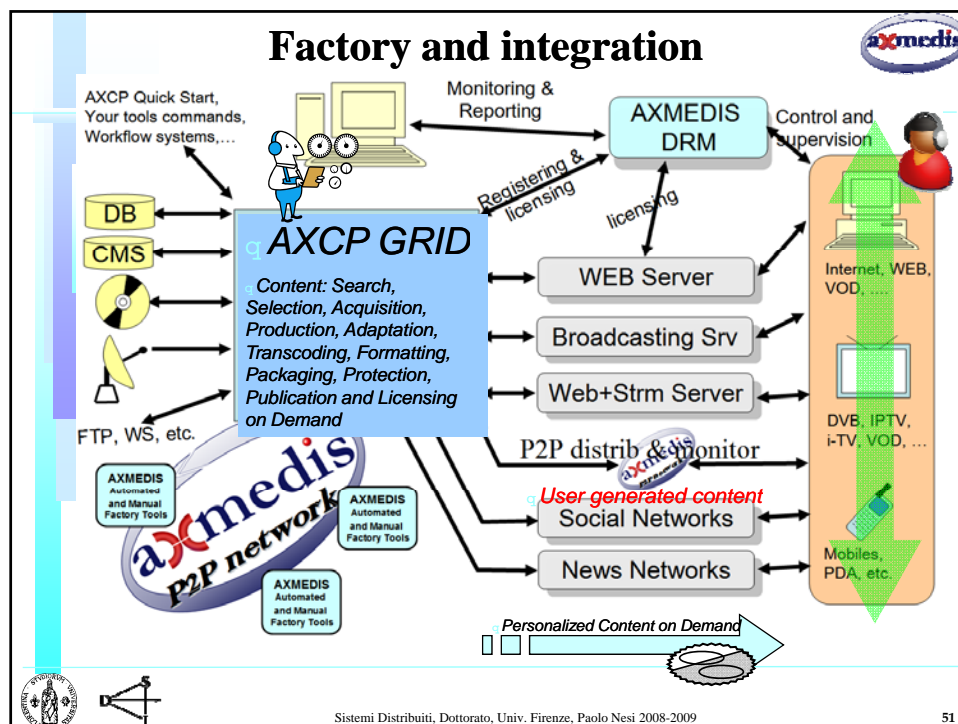 Factory and integration
axmedis
AXCP Quick Start,
Your tools commands,
Workflow systems,...
Monitoring &
Reporting
AXMEDIS
DRM
Control and
supervision
Registering &
licensing
licensing
DB
CMS
FTP, WS, etc.
q AXCP GRID
q Content: Search,
Selection, Acquisition,
Production, Adaptation,
Transcoding, Formatting,
Packaging, Protection,
Publication and Licensing
on Demand
WEB Server
Broadcasting Srv
Web+Strm Server
P2P distrib & monitor
axmedis
P2P network
q User generated content
Social Networks
News Networks
Internet, WEB,
VOD, ....
DVB, IPTV,
i-TV, VOD, ...
Mobiles,
PDA, etc.
AXMEDIS
Automated
and Manual
Factory Tools
AXMEDIS
Automated
and Manual
Factory Tools
AXMEDIS
Automated
and Manual
Factory Tools
axmedis
P2P network
q Personalized Content on Demand
D S I
Sistemi Distribuiti, Dottorato, Univ. Firenze, Paolo Nesi 2008-2009
51